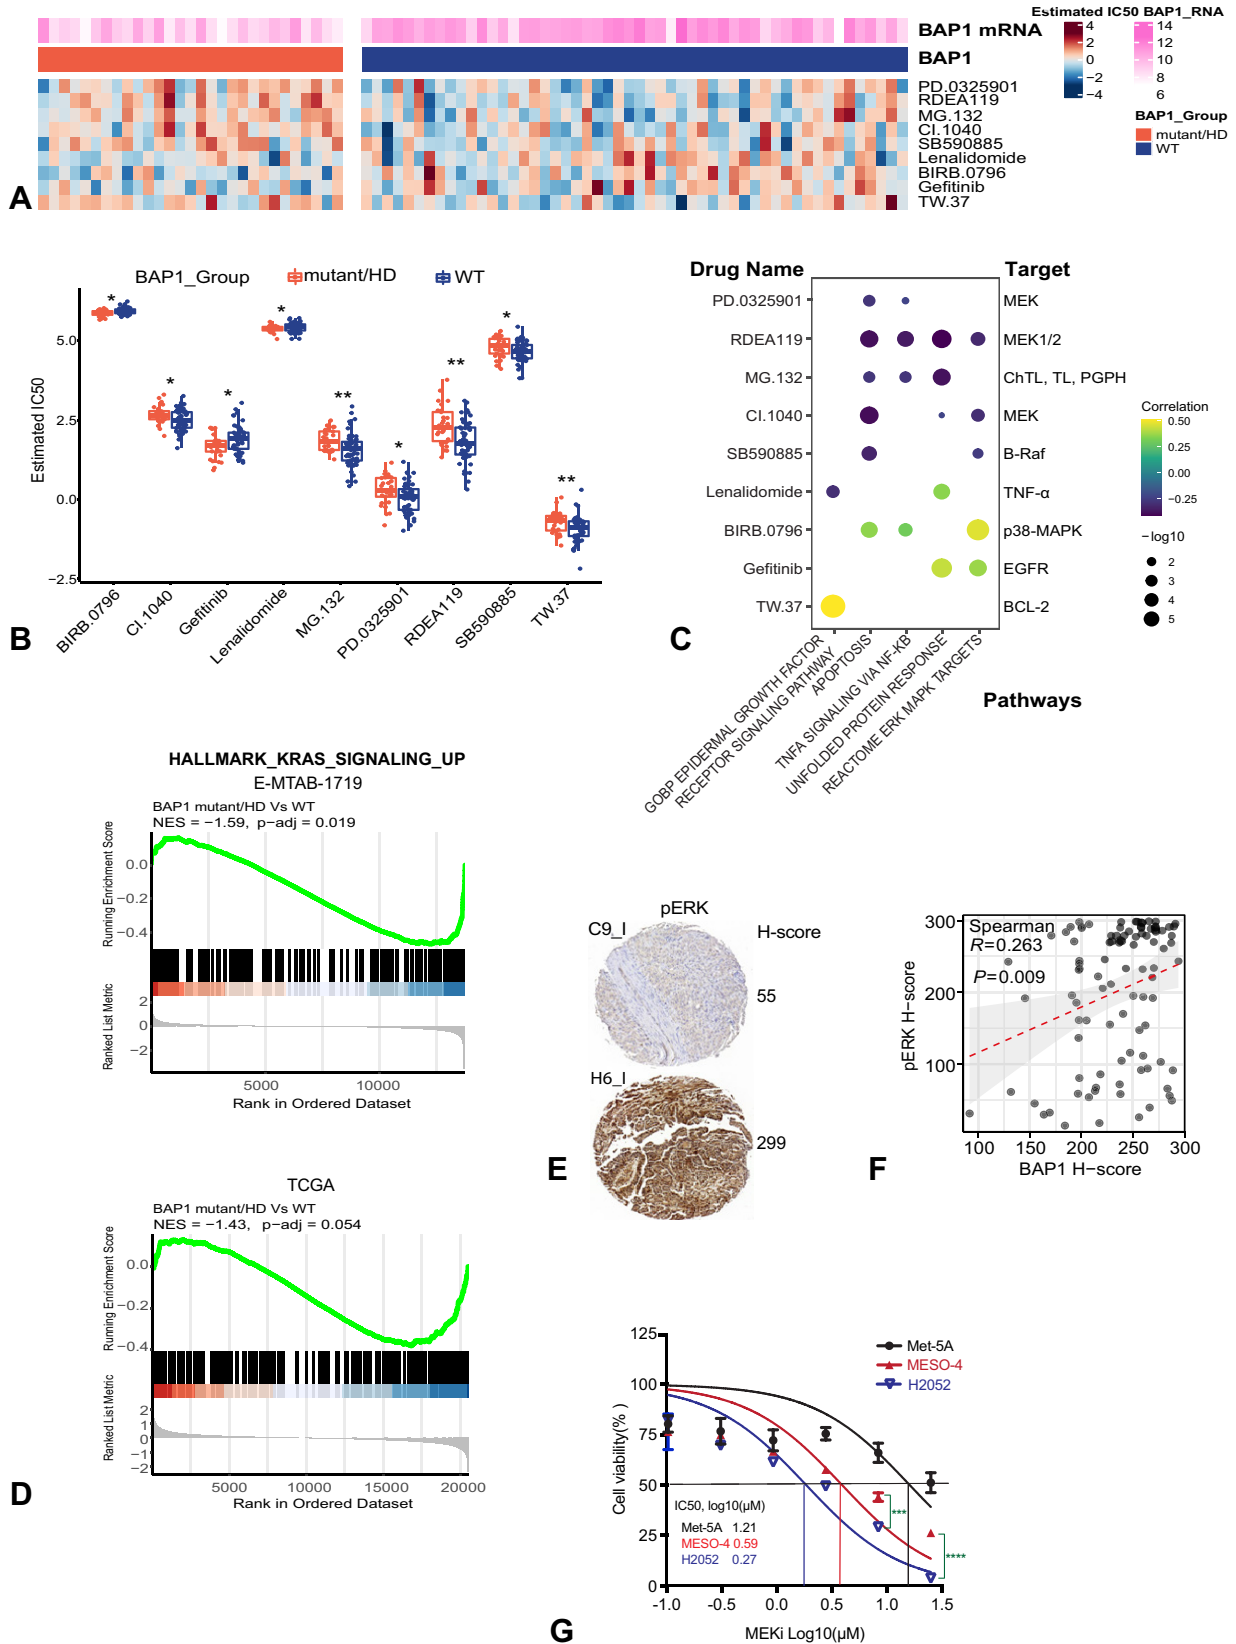 Estimated IC50 BAP1_RNA
BAP1 mRNA
4
2
0
−2
−4
14
12
10
8
6
BAP1
BAP1_Group
mutant/HD
WT
PD.0325901
RDEA119
MG.132
CI.1040
SB590885
Lenalidomide
BIRB.0796
Gefitinib
TW.37
A
BAP1_Group mutant/HD WT
Estimated IC50
5.0
2.5
0.0
−2.5
* * * * ** * ** * **
BIRB.0796
CI.1040
Gefitinib
Lenalidomide
MG.132
PD.0325901
RDEA119
SB590885
TW.37
B
Drug Name Target
PD.0325901 MEK
RDEA119 MEK1/2
MG.132 ChTL, TL, PGPH
CI.1040 MEK
SB590885 B-Raf
Lenalidomide TNF-α
BIRB.0796 p38-MAPK
Gefitinib EGFR
TW.37 BCL-2
Correlation
0.50
0.25
0.00
−0.25
−log10
2
3
4
5
C
GOBP EPIDERMAL GROWTH FACTOR
RECEPTOR SIGNALING PATHWAY
APOPTOSIS
TNFA SIGNALING VIA NF-KB
UNFOLDED PROTEIN RESPONSE
REACTOME ERK MAPK TARGETS
Pathways
HALLMARK_KRAS_SIGNALING_UP
E-MTAB-1719
BAP1 mutant/HD Vs WT
NES = −1.59, p−adj = 0.019
Running Enrichment Score
0.0
−0.2
−0.4
Ranked List Metric
2
0
−2
5000 10000
Rank in Ordered Dataset
TCGA
BAP1 mutant/HD Vs WT
NES = −1.43, p−adj = 0.054
Running Enrichment Score
0.0
−0.2
−0.4
Ranked List Metric
2
1
0
−1
−2
0 5000 10000 15000 20000
Rank in Ordered Dataset
D
pERK
C9_I H-score
55
H6_I
299
E
Spearman
R=0.263
P=0.009
pERK H−score
300
200
100
100 150 200 250 300
BAP1 H−score
F
Cell viability(% )
125
100
75
50
25
0
Met-5A
MESO-4
H2052
IC50, log10(μM)
Met-5A 1.21
MESO-4 0.59
H2052 0.27
***
****
-1.0 -0.5 0.0 0.5 1.0 1.5
MEKi Log10(μM)
G